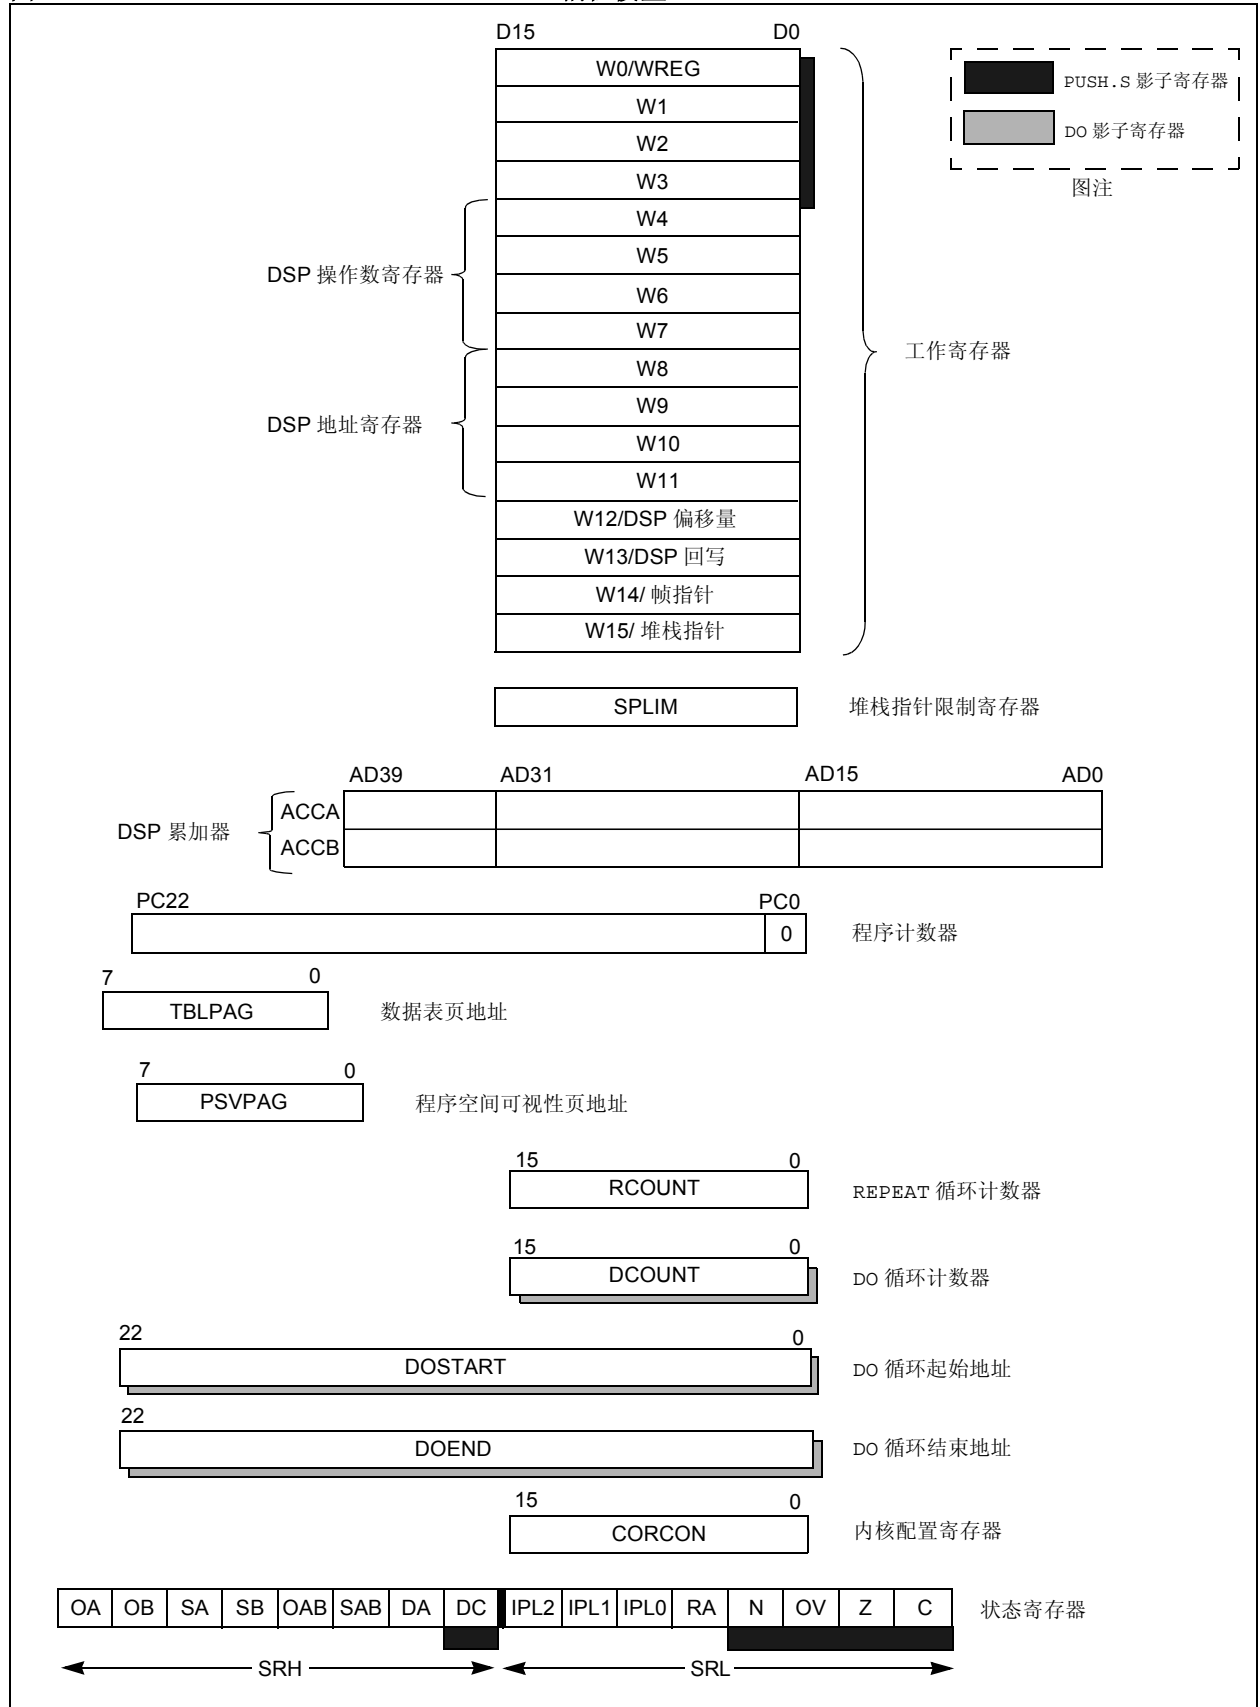 D15 D0
W0/WREG
W1
W2
W3
W4
W5
W6
W7
W8
W9
W10
W11
W12/DSP 偏移量
W13/DSP 回写
W14/ 帧指针
W15/ 堆栈指针
PUSH.S 影子寄存器
DO 影子寄存器
图注
DSP 操作数寄存器
DSP 地址寄存器
工作寄存器
SPLIM 堆栈指针限制寄存器
AD39 AD31 AD15 AD0
DSP 累加器
ACCA
ACCB
PC22 PC0
0 程序计数器
7 0
TBLPAG 数据表页地址
7 0
PSVPAG 程序空间可视性页地址
15 0
RCOUNT REPEAT 循环计数器
15 0
DCOUNT DO 循环计数器
22 0
DOSTART DO 循环起始地址
22
DOEND DO 循环结束地址
15 0
CORCON 内核配置寄存器
OA OB SA SB OAB SAB DA DC IPL2 IPL1 IPL0 RA N OV Z C 状态寄存器
SRH SRL